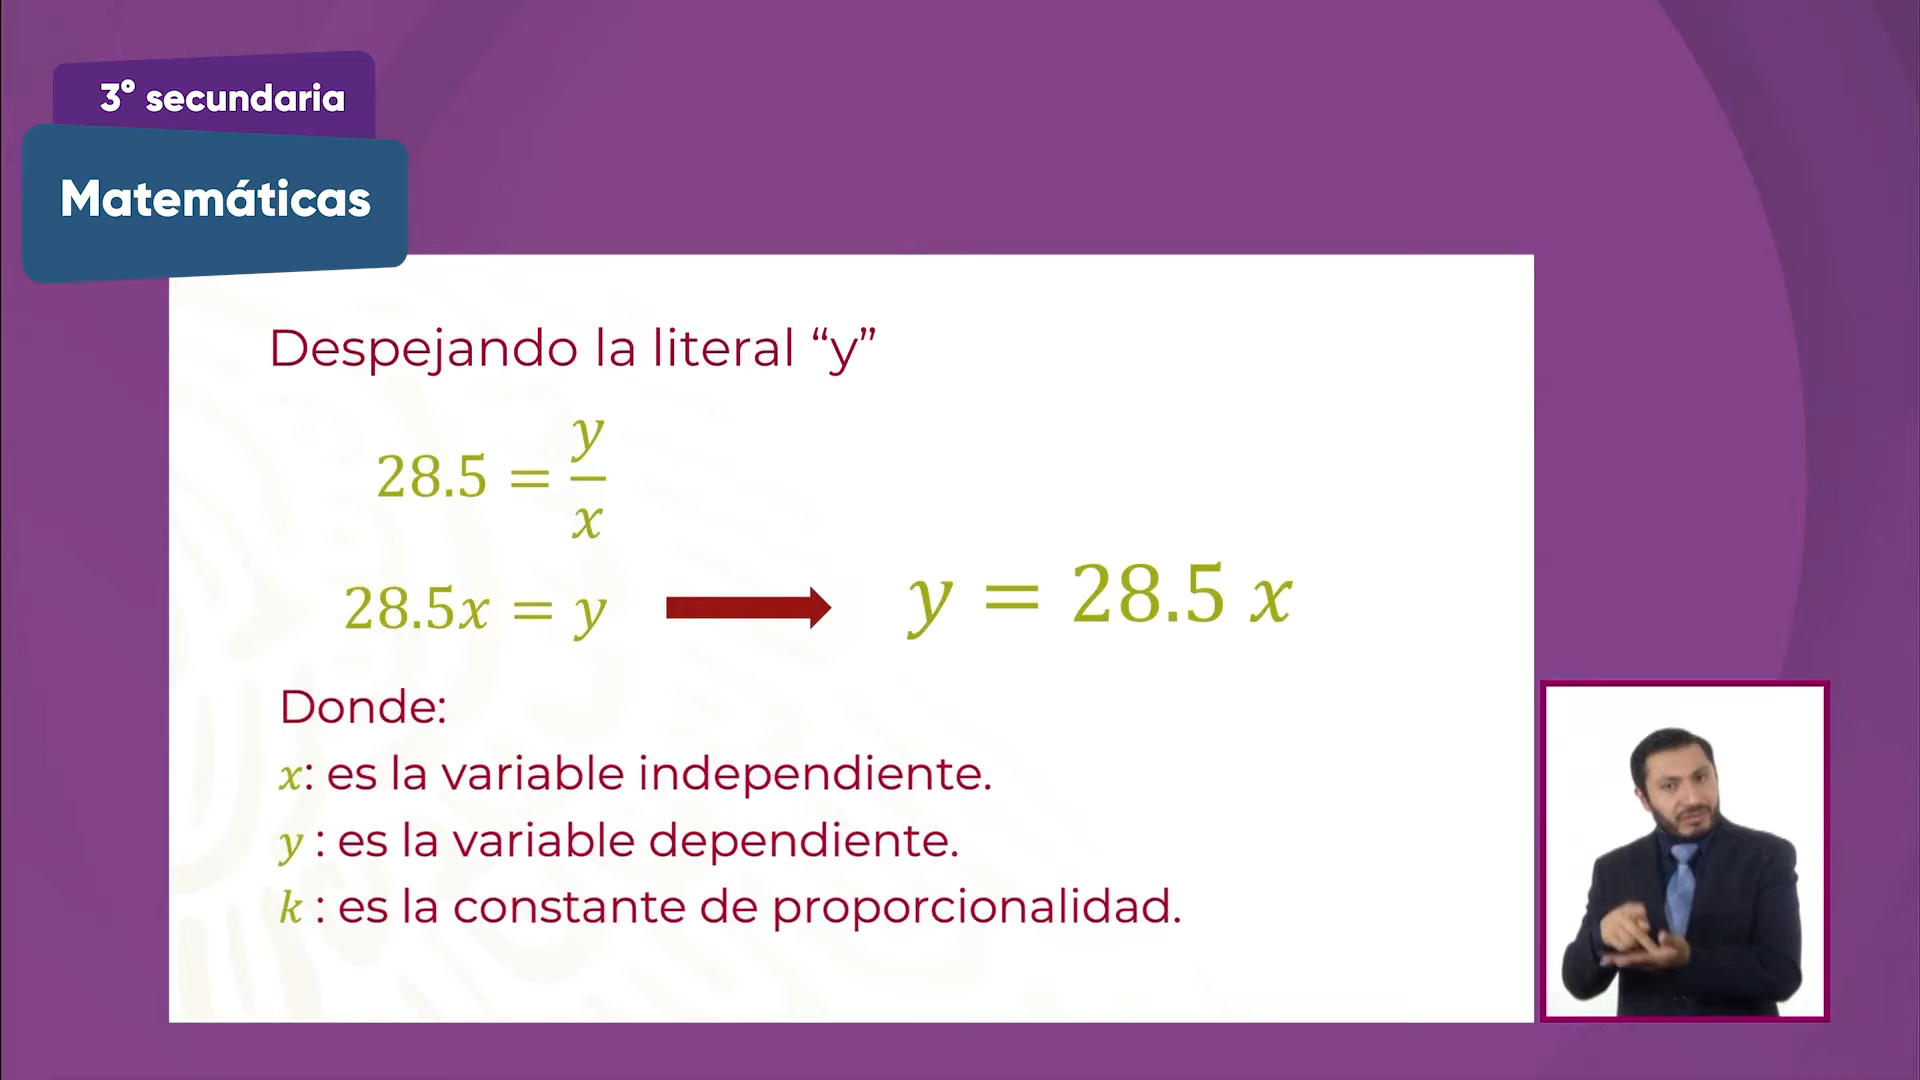 3° secundaria
Matemáticas
Despejando la literal “y”
28.5 = y/x
28.5x = y
y = 28.5 x
Donde:
x: es la variable independiente.
y : es la variable dependiente.
k : es la constante de proporcionalidad.